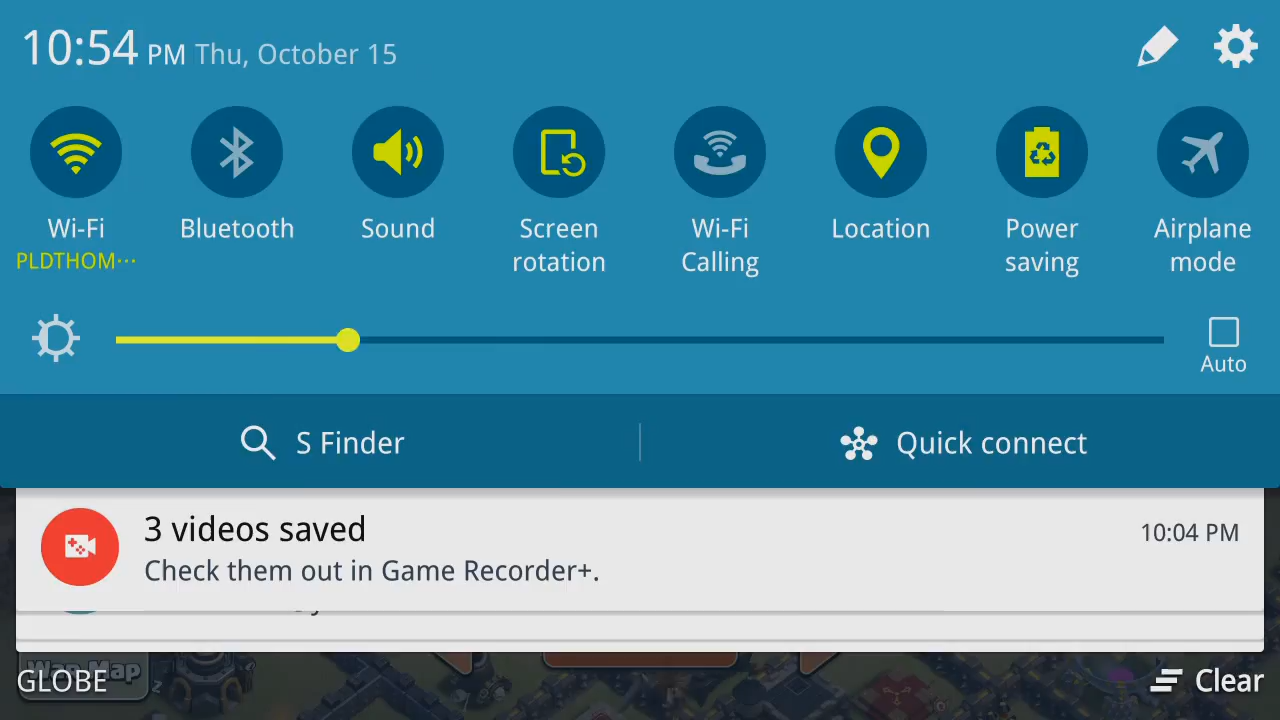 10:54 PM Thu, October 15
Wi-Fi
PLDTHOM···
Bluetooth
Sound
Screen
rotation
Wi-Fi
Calling
Location
Power
saving
Airplane
mode
Auto
S Finder
Quick connect
3 videos saved
10:04 PM
Check them out in Game Recorder+.
War Map
GLOBE
Clear